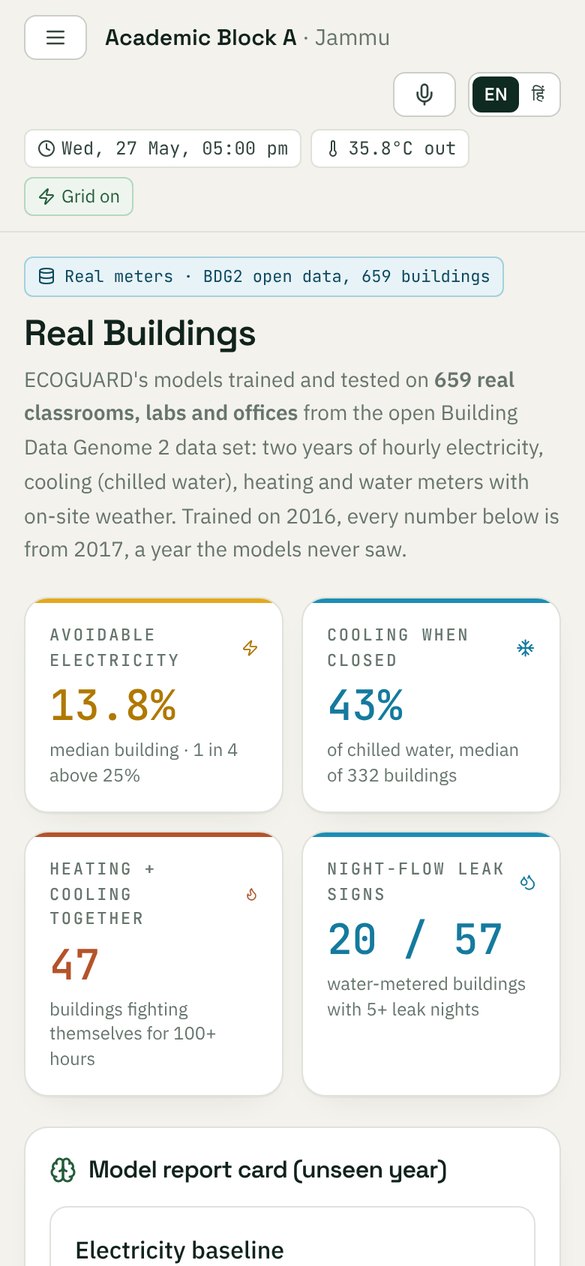 Academic Block A · Jammu
EN हिं
Wed, 27 May, 05:00 pm
35.8°C out
Grid on
Real meters · BDG2 open data, 659 buildings
Real Buildings
ECOGUARD's models trained and tested on 659 real
classrooms, labs and offices from the open Building
Data Genome 2 data set: two years of hourly electricity,
cooling (chilled water), heating and water meters with
on-site weather. Trained on 2016, every number below is
from 2017, a year the models never saw.
AVOIDABLE
ELECTRICITY
13.8%
median building · 1 in 4
above 25%
COOLING WHEN
CLOSED
43%
of chilled water, median
of 332 buildings
HEATING +
COOLING
TOGETHER
47
buildings fighting
themselves for 100+
hours
NIGHT-FLOW LEAK
SIGNS
20 / 57
water-metered buildings
with 5+ leak nights
Model report card (unseen year)
Electricity baseline